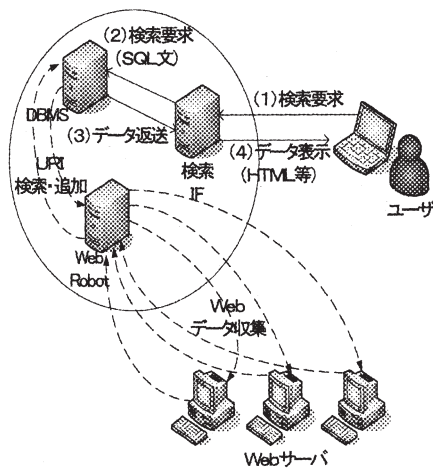 (2)検索要求
(SQL文)
(1)検索要求
DBMS
(3)データ返送
(4)データ表示
(HTML等)
検索
IF
ユーザ
URI
検索・追加
Web
Robot
Web
データ収集
Webサーバ